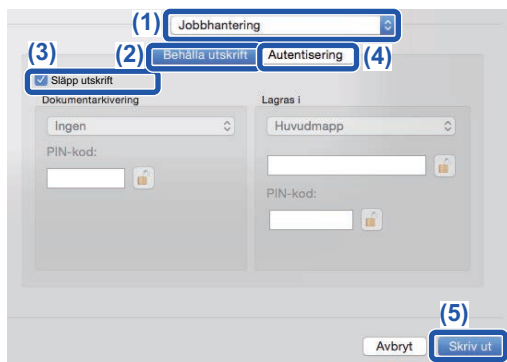 (1) Jobbhantering
(3) (2) Behålla utskrift Autentisering (4)
Släpp utskrift
Dokumentarkivering Lagras i
Ingen Huvudmapp
PIN-kod:
PIN-kod:
(5)
Avbryt Skriv ut